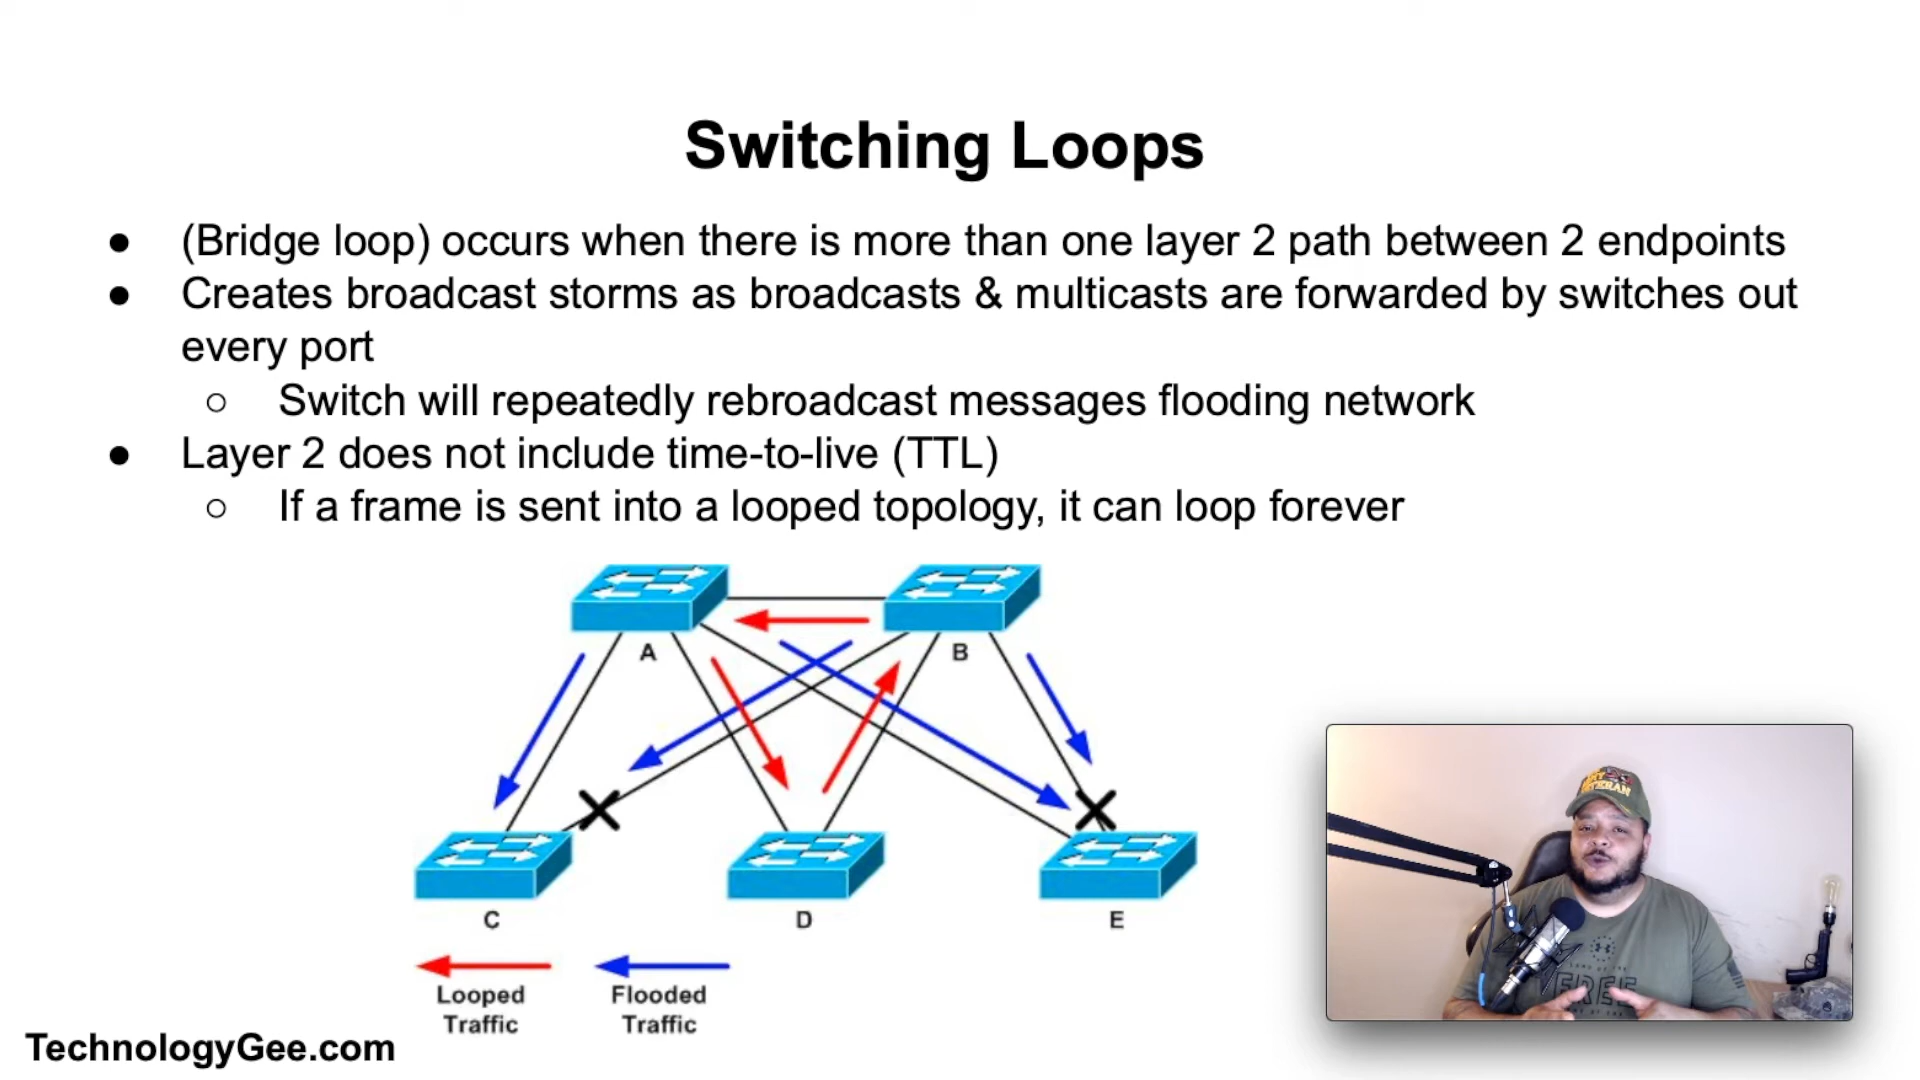 Switching Loops
● (Bridge loop) occurs when there is more than one layer 2 path between 2 endpoints
● Creates broadcast storms as broadcasts & multicasts are forwarded by switches out
every port
○ Switch will repeatedly rebroadcast messages flooding network
● Layer 2 does not include time-to-live (TTL)
○ If a frame is sent into a looped topology, it can loop forever
A
B
C
D
E
Looped
Traffic
Flooded
Traffic
VETERAN
FREE
TechnologyGee.com